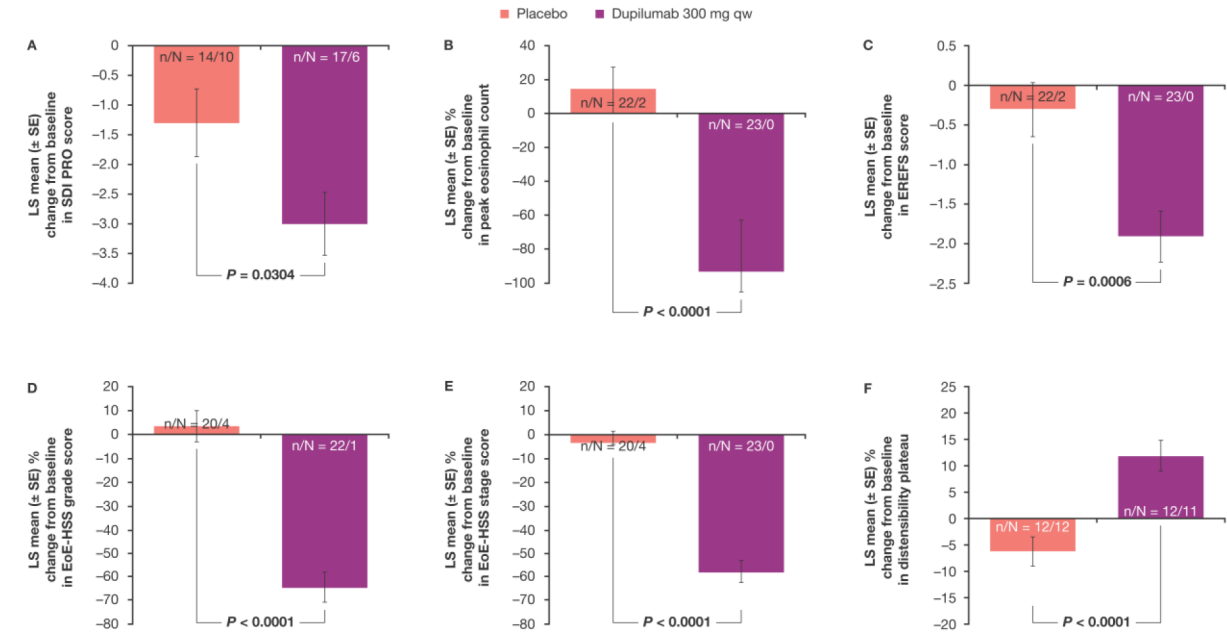 Placebo Dupilumab 300 mg qw
A
LS mean (± SE)
change from baseline
in SDI PRO score
0
−0.5
−1.0
−1.5
−2.0
−2.5
−3.0
−3.5
−4.0
n/N = 14/10
n/N = 17/6
P = 0.0304
B
LS mean (± SE) %
change from baseline
in peak eosinophil count
40
20
0
−20
−40
−60
−80
−100
n/N = 22/2
n/N = 23/0
P < 0.0001
C
LS mean (± SE)
change from baseline
in EREFS score
0.5
0
−0.5
−1.0
−1.5
−2.0
−2.5
n/N = 22/2
n/N = 23/0
P = 0.0006
D
LS mean (± SE) %
change from baseline
in EoE-HSS grade score
20
10
0
−10
−20
−30
−40
−50
−60
−70
−80
n/N = 20/4
n/N = 22/1
P < 0.0001
E
LS mean (± SE) %
change from baseline
in EoE-HSS stage score
20
10
0
−10
−20
−30
−40
−50
−60
−70
−80
n/N = 20/4
n/N = 23/0
P < 0.0001
F
LS mean (± SE) %
change from baseline
in distensibility plateau
25
20
15
10
5
0
−5
−10
−15
−20
n/N = 12/12
n/N = 12/11
P < 0.0001